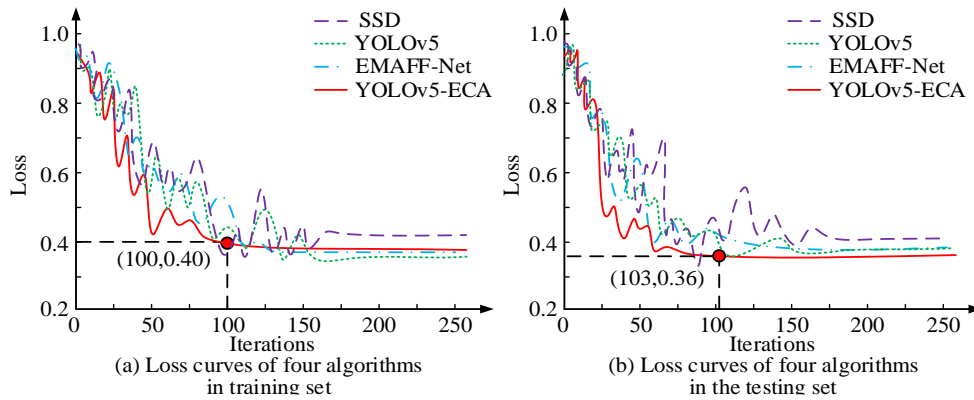 SSD
YOLOv5
EMAFF-Net
YOLOv5-ECA
1.0
0.8
0.6
0.4
0.2
Loss
(100,0.40)
0 50 100 150 200 250
Iterations
(a) Loss curves of four algorithms
in training set
SSD
YOLOv5
EMAFF-Net
YOLOv5-ECA
1.0
0.8
0.6
0.4
0.2
Loss
(103,0.36)
0 50 100 150 200 250
Iterations
(b) Loss curves of four algorithms
in the testing set